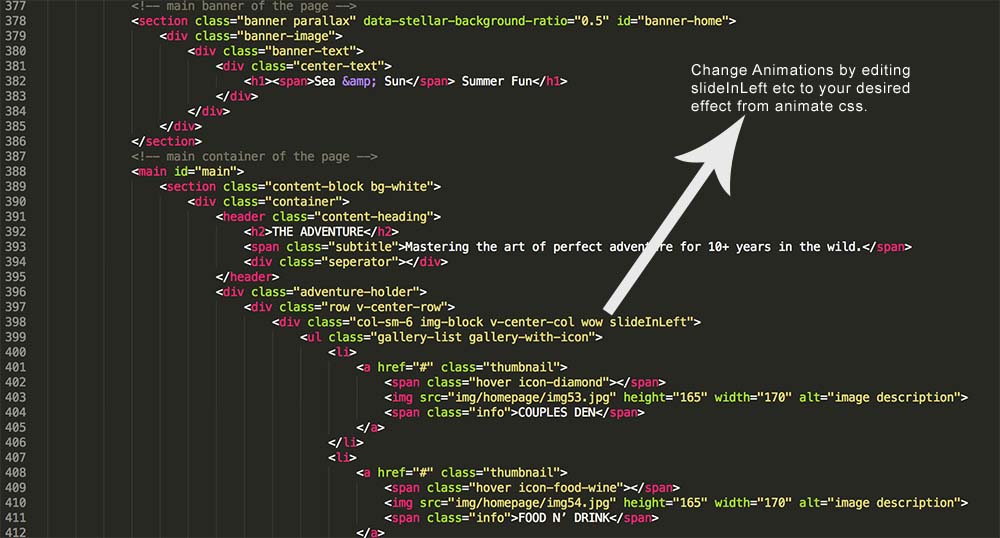 377 <!-- main banner of the page -->
378 <section class="banner parallax" data-stellar-background-ratio="0.5" id="banner-home">
379 <div class="banner-image">
380 <div class="banner-text">
381 <div class="center-text">
382 <h1><span>Sea &amp; Sun</span> Summer Fun</h1>
383 </div>
384 </div>
385 </div>
386 </section>
387 <!-- main container of the page -->
388 <main id="main">
389 <section class="content-block bg-white">
390 <div class="container">
391 <header class="content-heading">
392 <h2>THE ADVENTURE</h2>
393 <span class="subtitle">Mastering the art of perfect adventure for 10+ years in the wild.</span>
394 <div class="seperator"></div>
395 </header>
396 <div class="adventure-holder">
397 <div class="row v-center-row">
398 <div class="col-sm-6 img-block v-center-col wow slideInLeft">
399 <ul class="gallery-list gallery-with-icon">
400 <li>
401 <a href="#" class="thumbnail">
402 <span class="hover icon-diamond"></span>
403 <img src="img/homepage/img53.jpg" height="165" width="170" alt="image description">
404 <span class="info">COUPLES DEN</span>
405 </a>
406 </li>
407 <li>
408 <a href="#" class="thumbnail">
409 <span class="hover icon-food-wine"></span>
410 <img src="img/homepage/img54.jpg" height="165" width="170" alt="image description">
411 <span class="info">FOOD N’ DRINK</span>
412 </a>
Change Animations by editing
slideInLeft etc to your desired
effect from animate css.